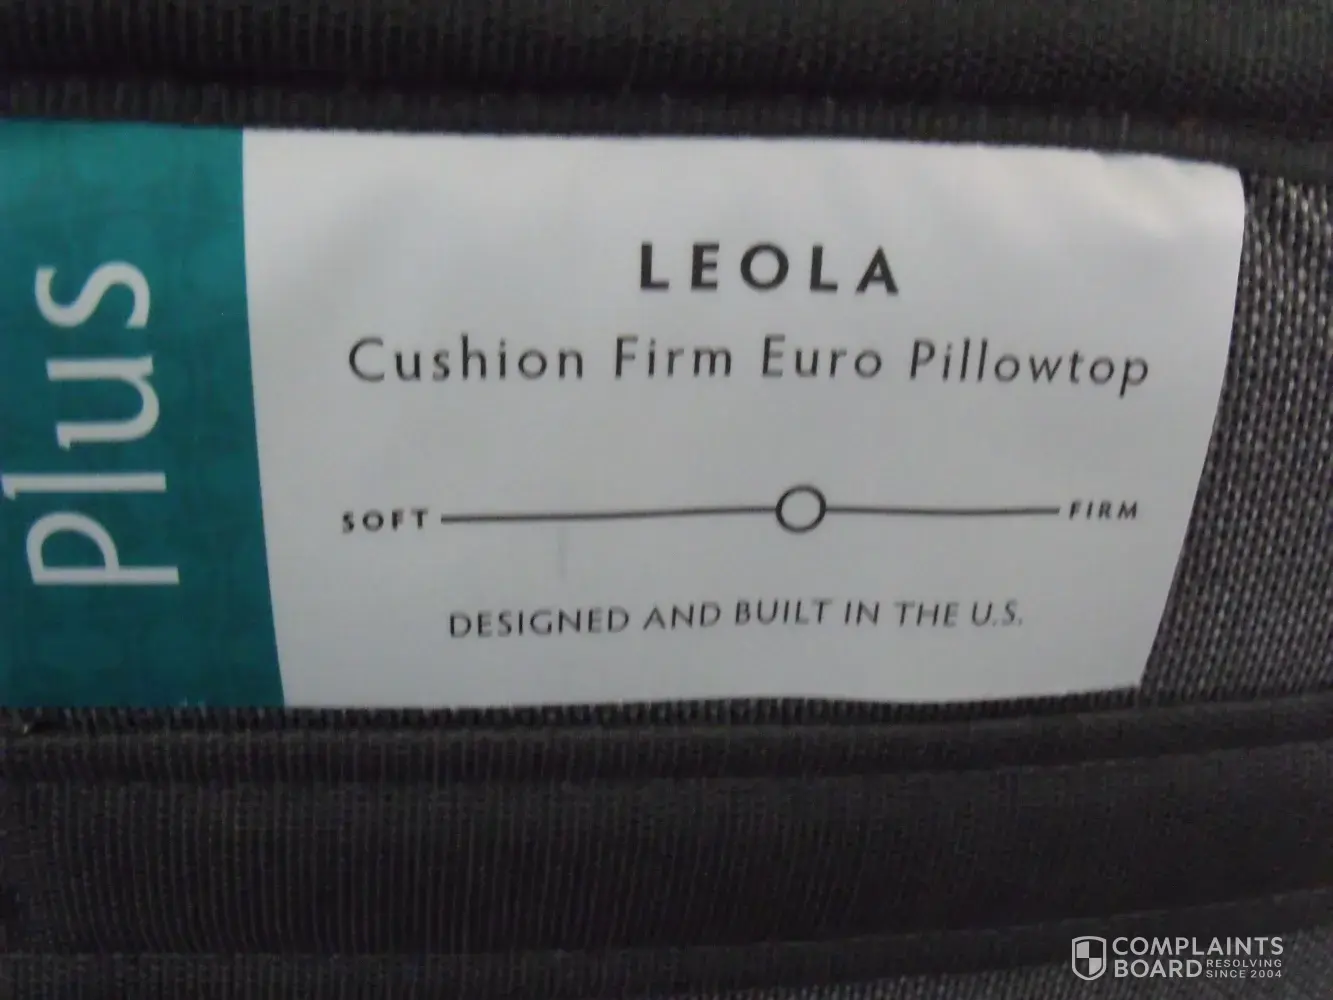 plus
LEOLA
Cushion Firm Euro Pillowtop
SOFT FIRM
DESIGNED AND BUILT IN THE U.S.
COMPLAINTS
BOARD RESOLVING
SINCE 2004